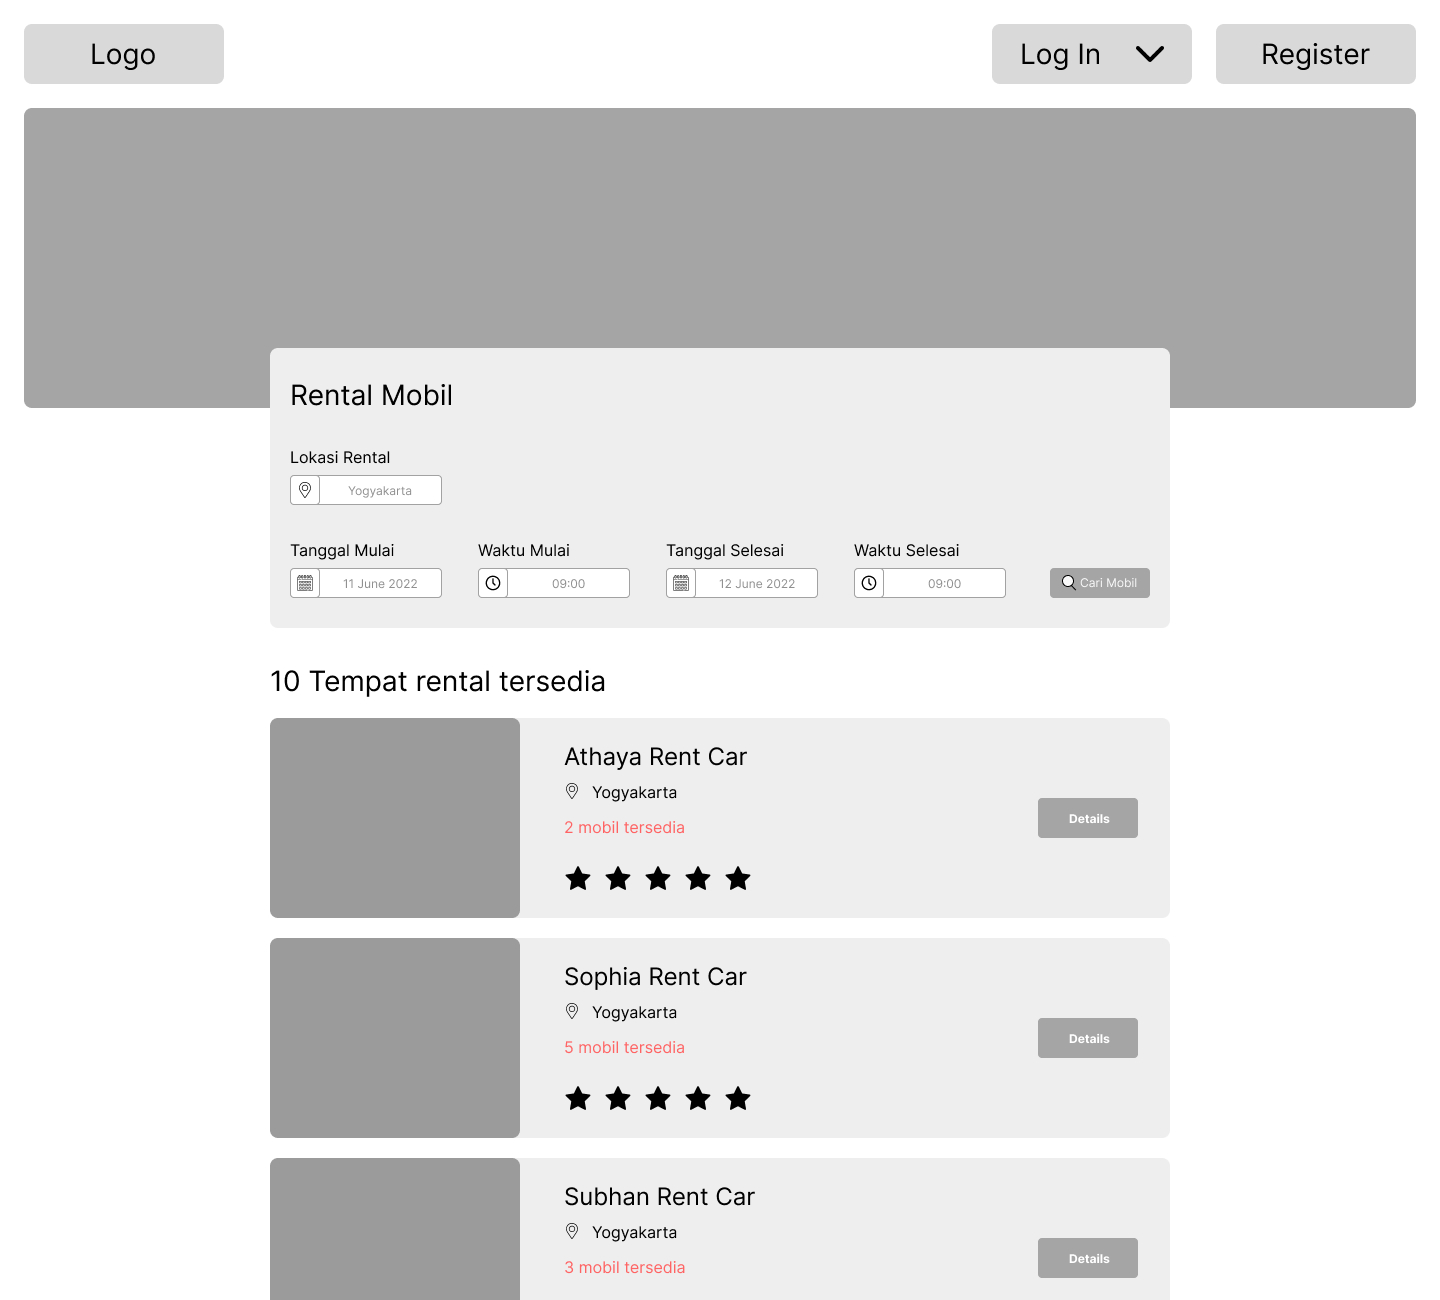 Logo
Log In
Register
Rental Mobil
Lokasi Rental
Yogyakarta
Tanggal Mulai
Waktu Mulai
Tanggal Selesai
Waktu Selesai
11 June 2022
09:00
12 June 2022
09:00
Cari Mobil
10 Tempat rental tersedia
Athaya Rent Car
Yogyakarta
2 mobil tersedia
Details
Sophia Rent Car
Yogyakarta
5 mobil tersedia
Details
Subhan Rent Car
Yogyakarta
3 mobil tersedia
Details